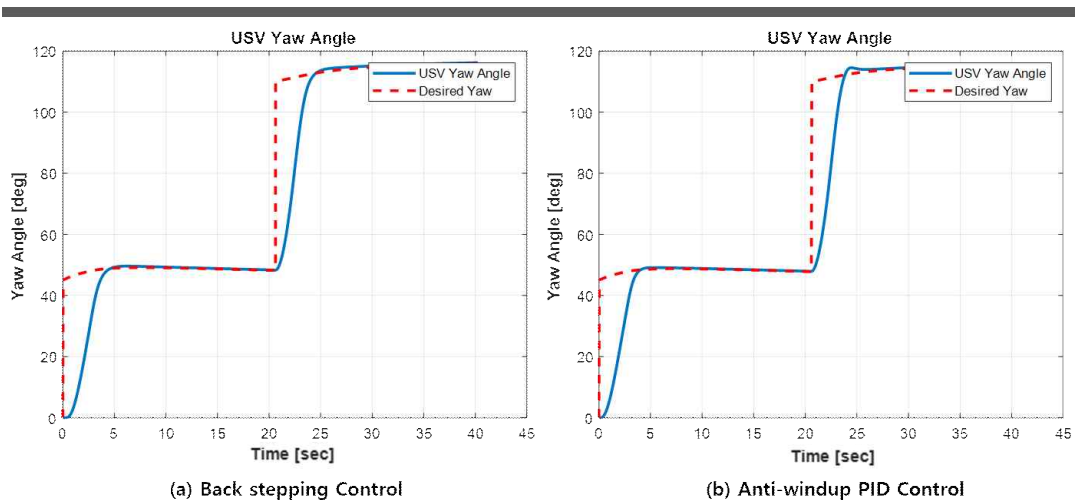 USV Yaw Angle
120
100
80
60
40
20
0
Yaw Angle [deg]
USV Yaw Angle
Desired Yaw
0 5 10 15 20 25 30 35 40 45
Time [sec]
(a) Back stepping Control
USV Yaw Angle
120
100
80
60
40
20
0
Yaw Angle [deg]
USV Yaw Angle
Desired Yaw
0 5 10 15 20 25 30 35 40 45
Time [sec]
(b) Anti-windup PID Control